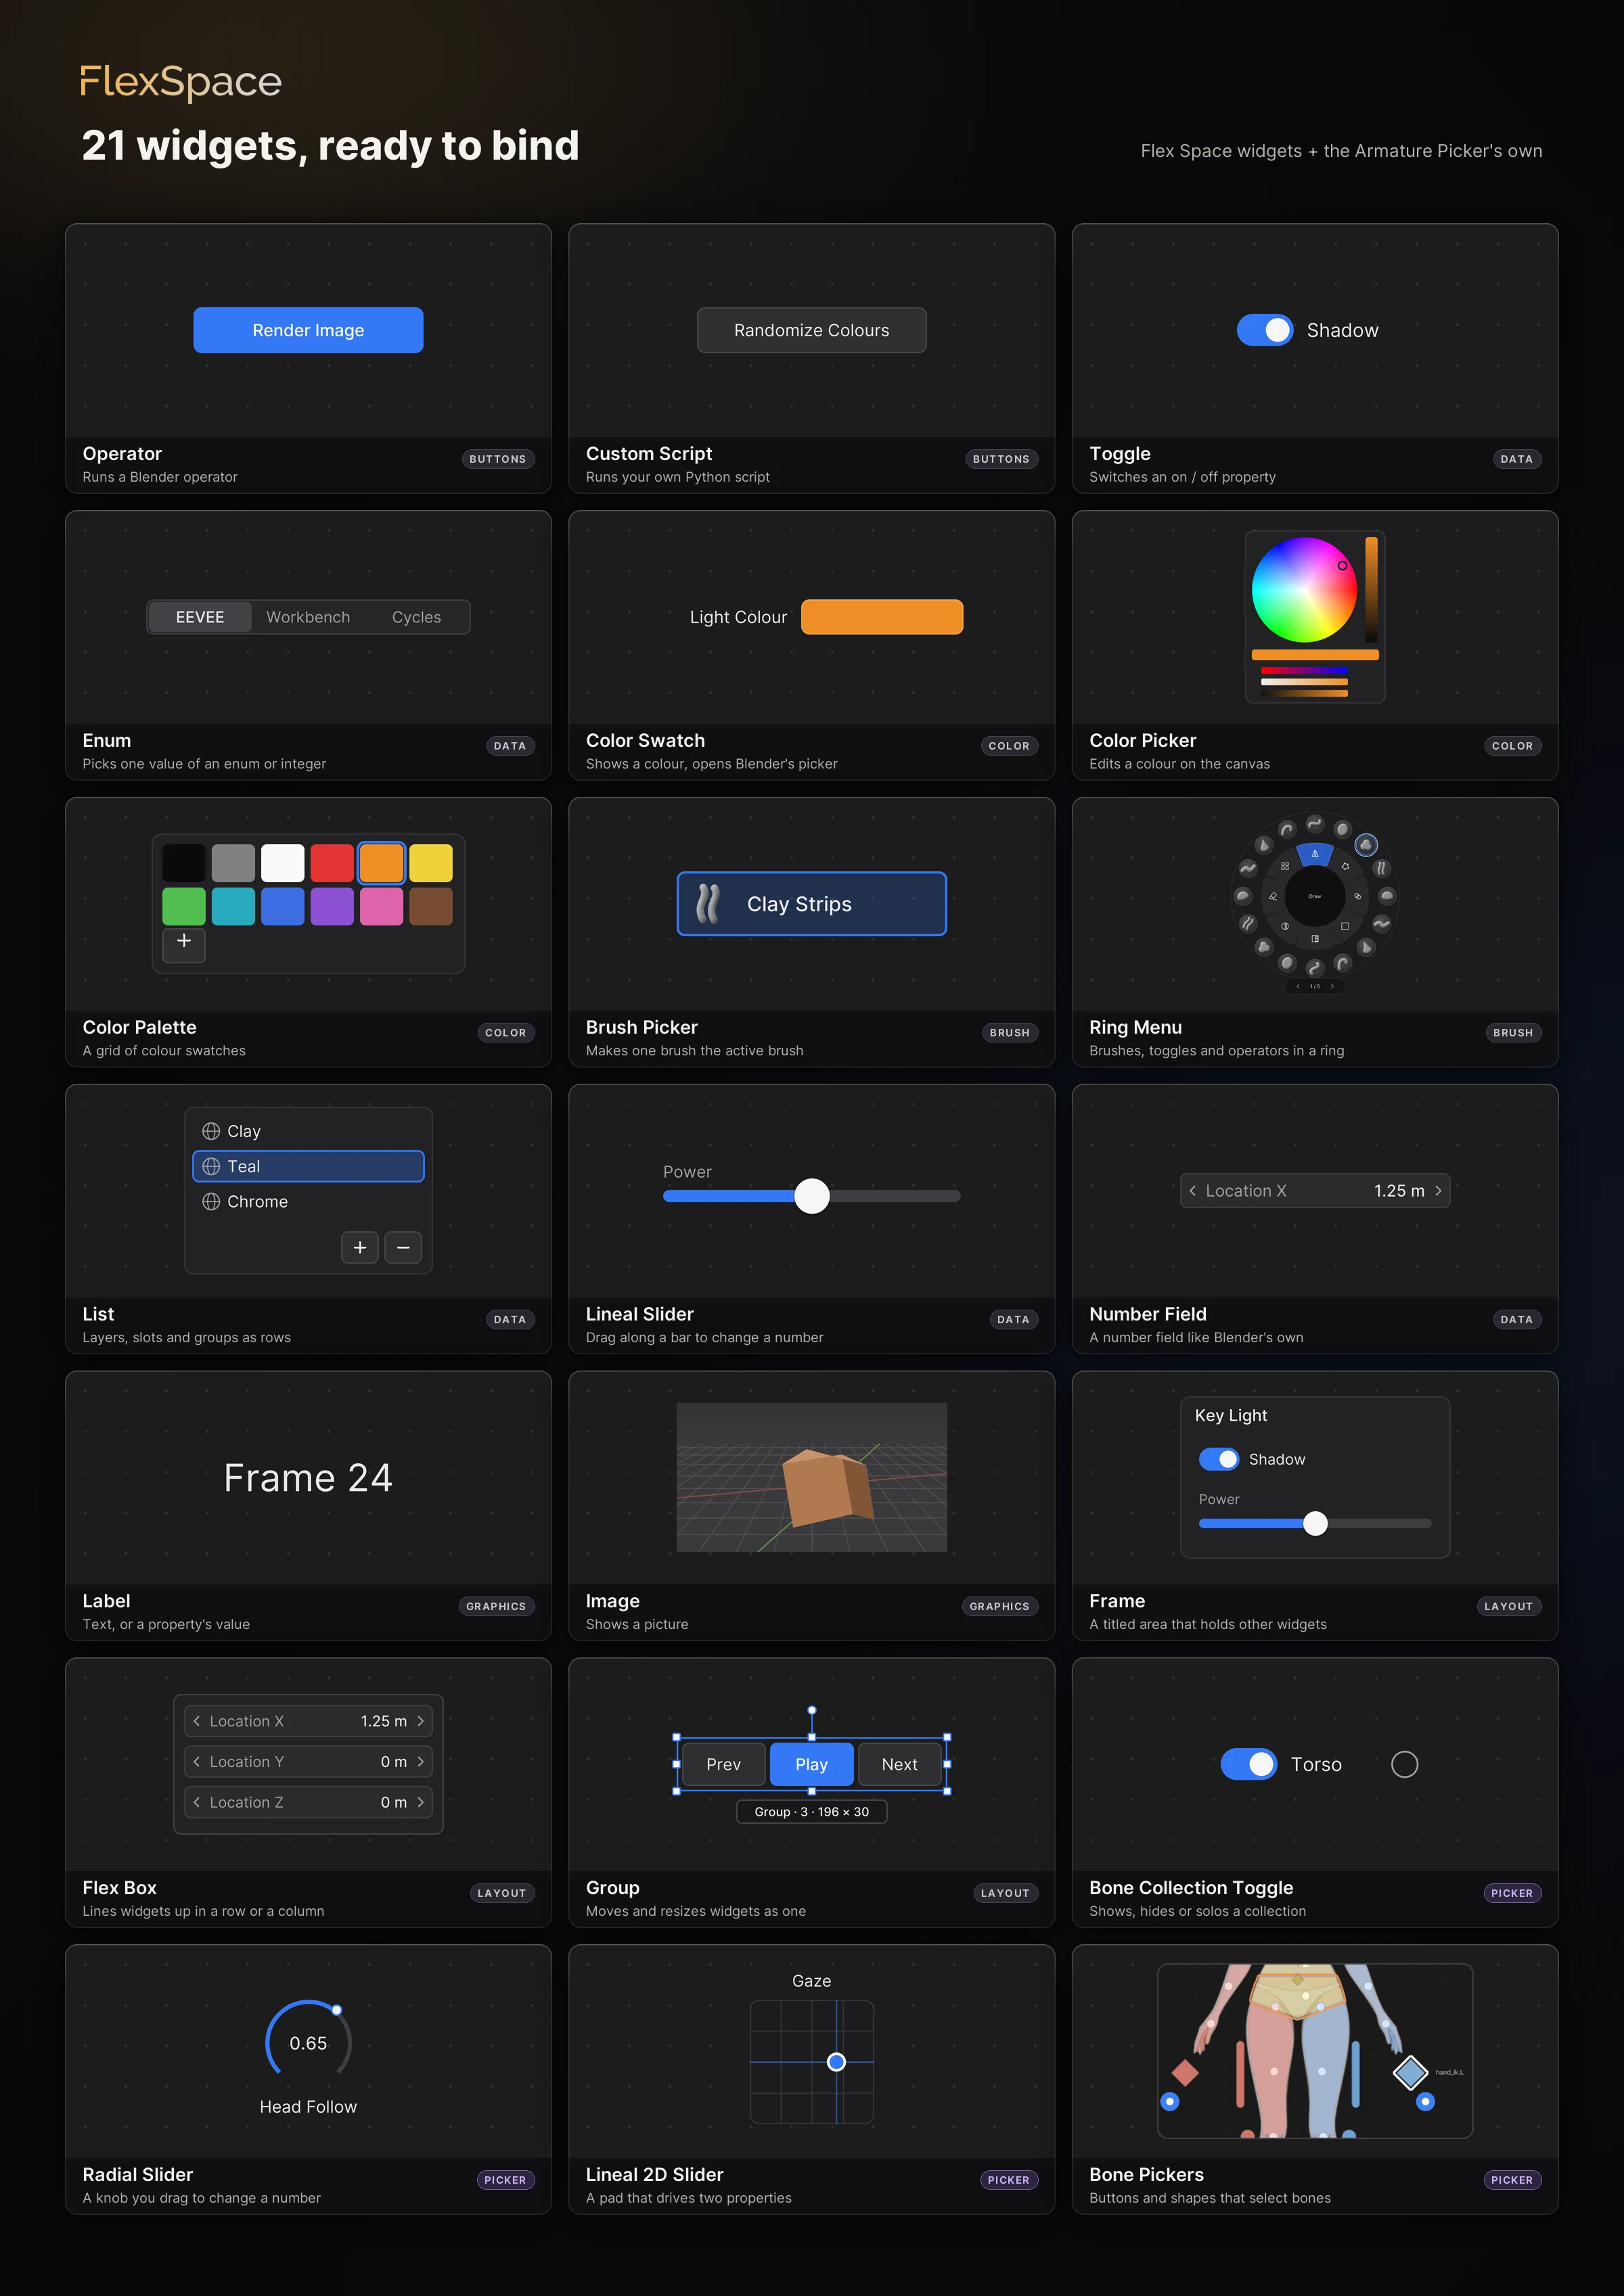 FlexSpace
21 widgets, ready to bind
Flex Space widgets + the Armature Picker's own
Render Image
Operator
BUTTONS
Runs a Blender operator
Randomize Colours
Custom Script
BUTTONS
Runs your own Python script
Shadow
Toggle
DATA
Switches an on / off property
EEVEE Workbench Cycles
Enum
DATA
Picks one value of an enum or integer
Light Colour
Color Swatch
COLOR
Shows a colour, opens Blender's picker
Color Picker
COLOR
Edits a colour on the canvas
+
Color Palette
COLOR
A grid of colour swatches
Clay Strips
Brush Picker
BRUSH
Makes one brush the active brush
Draw
< 1 / 5 >
Ring Menu
BRUSH
Brushes, toggles and operators in a ring
Clay
Teal
Chrome
+ −
List
DATA
Layers, slots and groups as rows
Power
Lineal Slider
DATA
Drag along a bar to change a number
< Location X 1.25 m >
Number Field
DATA
A number field like Blender's own
Frame 24
Label
GRAPHICS
Text, or a property's value
Image
GRAPHICS
Shows a picture
Key Light
Shadow
Power
Frame
LAYOUT
A titled area that holds other widgets
< Location X 1.25 m >
< Location Y 0 m >
< Location Z 0 m >
Flex Box
LAYOUT
Lines widgets up in a row or a column
Prev Play Next
Group · 3 · 196 × 30
Group
LAYOUT
Moves and resizes widgets as one
Torso
Bone Collection Toggle
PICKER
Shows, hides or solos a collection
0.65
Head Follow
Radial Slider
PICKER
A knob you drag to change a number
Gaze
Lineal 2D Slider
PICKER
A pad that drives two properties
hand_ik.L
Bone Pickers
PICKER
Buttons and shapes that select bones